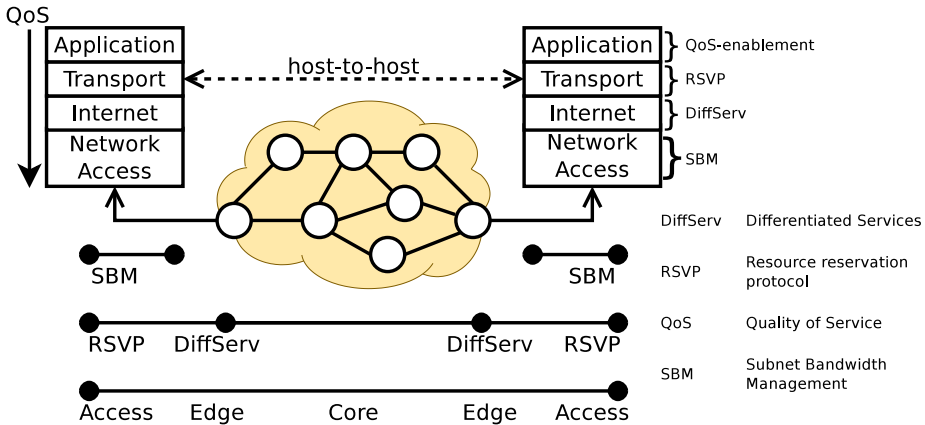 QoS
Application
Transport
Internet
Network
Access
host-to-host
Application
Transport
Internet
Network
Access
QoS-enablement
RSVP
DiffServ
SBM
SBM
SBM
RSVP DiffServ DiffServ RSVP
Access Edge Core Edge Access
DiffServ Differentiated Services
RSVP Resource reservation
protocol
QoS Quality of Service
SBM Subnet Bandwidth
Management